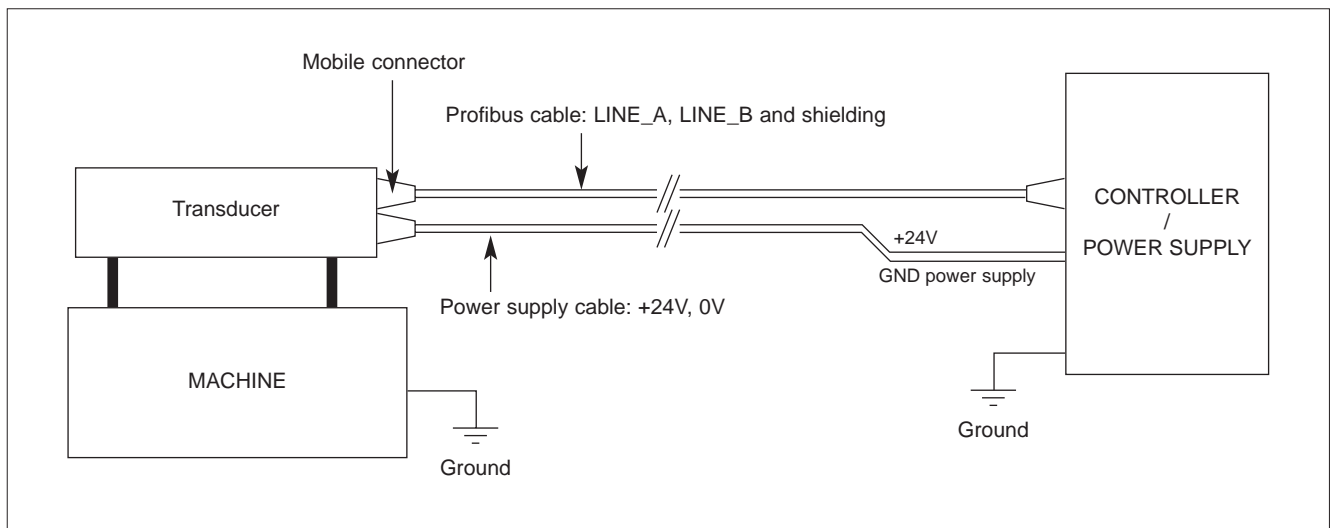 Mobile connector
Profibus cable: LINE_A, LINE_B and shielding
Transducer
CONTROLLER
/
POWER SUPPLY
+24V
GND power supply
Power supply cable: +24V, 0V
MACHINE
Ground
Ground